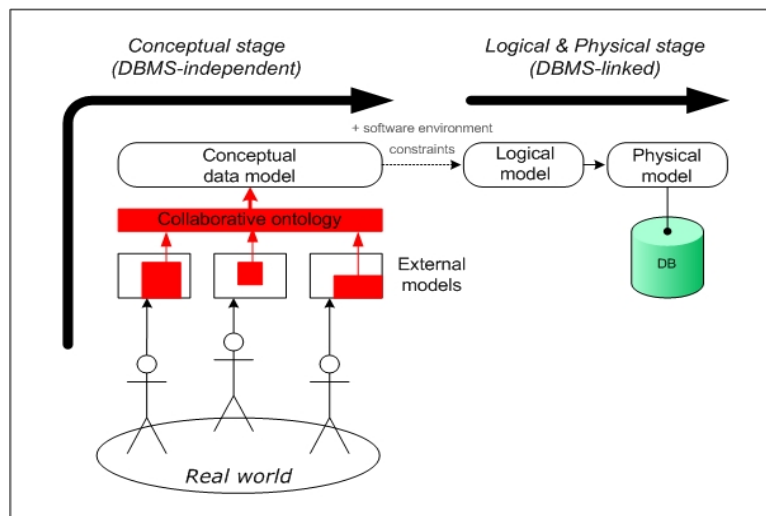 Conceptual stage
(DBMS-independent)
Logical & Physical stage
(DBMS-linked)
+ software environment
constraints
Conceptual
data model
Logical
model
Physical
model
Collaborative ontology
External
models
DB
Real world